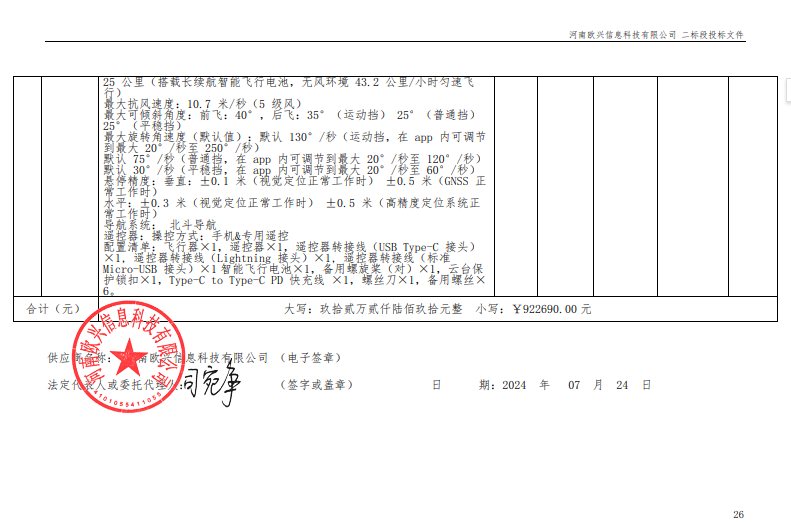 河南欧兴信息科技有限公司 二标段投标文件
25 公里（搭载长续航智能飞行电池，无风环境 43.2 公里/小时匀速飞
行）
最大抗风速度：10.7 米/秒（5 级风）
最大可倾斜角度：前飞：40°，后飞：35°（运动挡） 25°（普通挡）
25°（平稳挡）
最大旋转角速度（默认值）：默认 130°/秒（运动挡，在 app 内可调节
到最大 20°/秒至 250°/秒）
默认 75°/秒（普通挡，在 app 内可调节到最大 20°/秒至 120°/秒）
默认 30°/秒（平稳挡，在 app 内可调节到最大 20°/秒至 60°/秒）
悬停精度：垂直：±0.1 米（视觉定位正常工作时） ±0.5 米（GNSS 正
常工作时）
水平：±0.3 米（视觉定位正常工作时） ±0.5 米（高精度定位系统正
常工作时）
导航系统： 北斗导航
遥控器：操控方式：手机&专用遥控
配置清单：飞行器×1，遥控器×1，遥控器转接线（USB Type-C 接头）
×1，遥控器转接线（Lightning 接头）×1，遥控器转接线（标准
Micro-USB 接头）×1 智能飞行电池×1，备用螺旋桨（对）×1，云台保
护锁扣×1，Type-C to Type-C PD 快充线 ×1，螺丝刀×1，备用螺丝×
6。
合计（元） 大写：玖拾贰万贰仟陆佰玖拾元整 小写：￥922690.00 元
供应商名称：河南欧兴信息科技有限公司 （电子签章）
法定代表人或委托代理人： （签字或盖章） 日 期：2024 年 07 月 24 日
河南欧兴信息科技有限公司
4101055411055
26